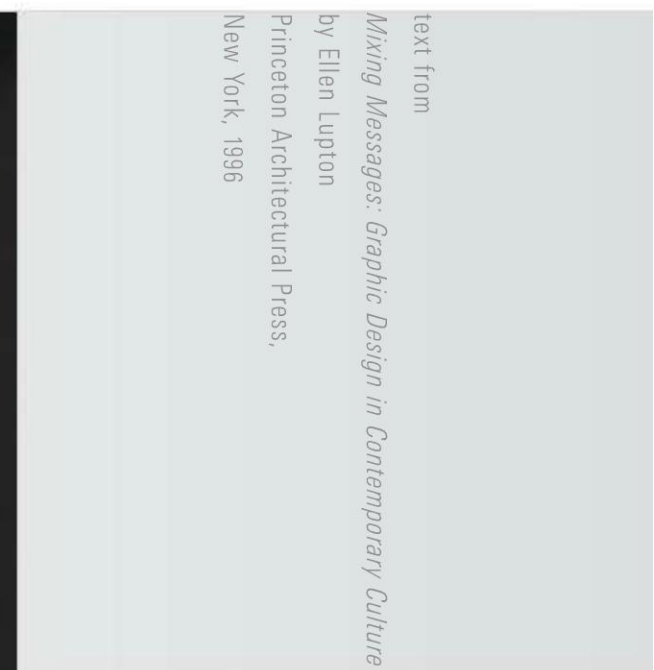 text from
Mixing Messages: Graphic Design in Contemporary Culture
by Ellen Lupton
Princeton Architectural Press,
New York, 1996